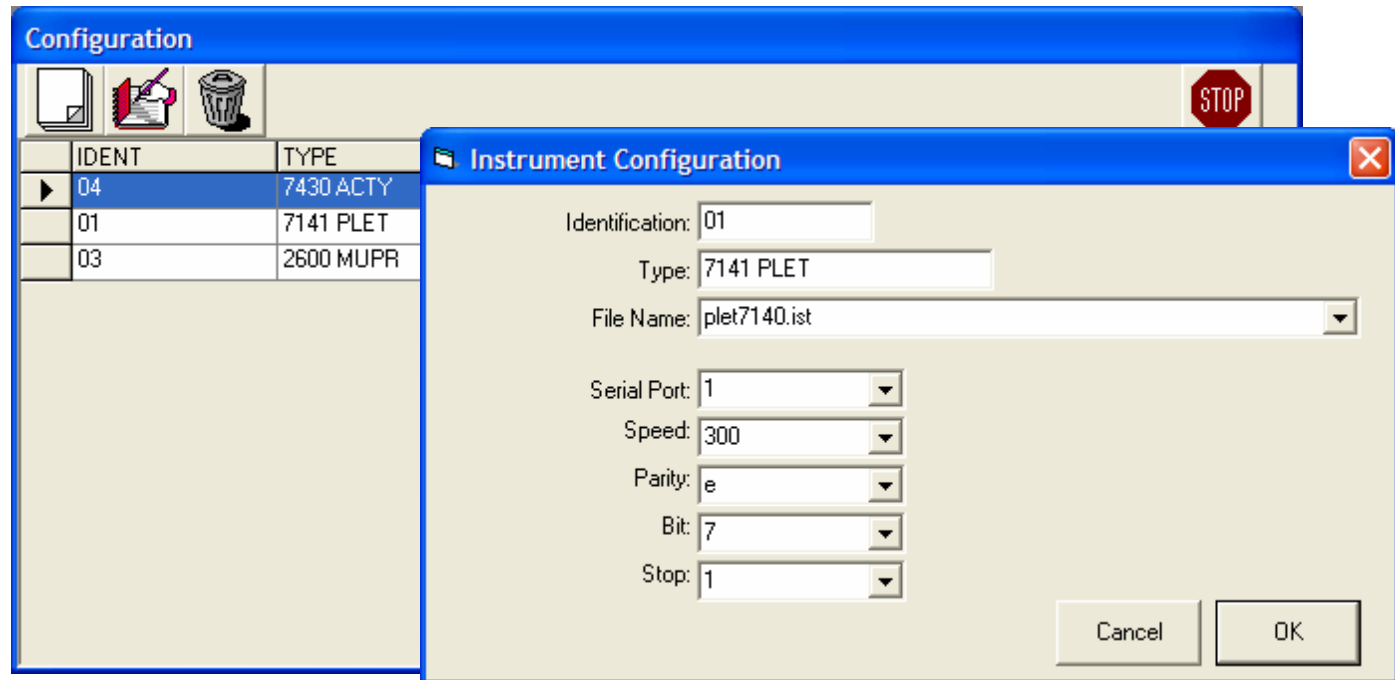 Configuration
STOP
IDENT TYPE
04 7430 ACTY
01 7141 PLET
03 2600 MUPR
Instrument Configuration
Identification: 01
Type: 7141 PLET
File Name: plet7140.ist
Serial Port: 1
Speed: 300
Parity: e
Bit: 7
Stop: 1
Cancel OK